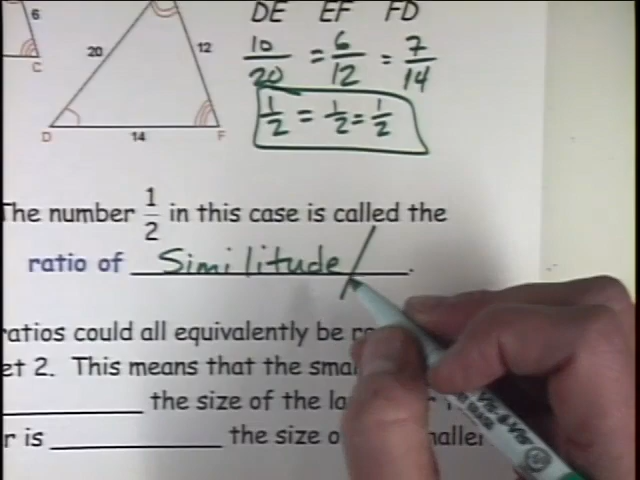 6
C
20
12
D
14
F
DE EF FD
10/20 = 6/12 = 7/14
1/2 = 1/2 = 1/2
The number 1/2 in this case is called the
ratio of Similitude/.
ratios could all equivalently be
et 2. This means that the
the size of the
r is the size